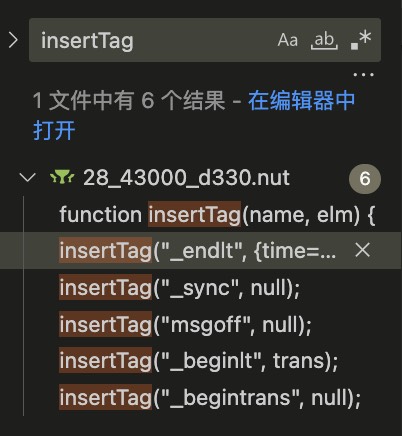 insertTag
Aa ab .*
...
1 文件中有 6 个结果 - 在编辑器中
打开
28_43000_d330.nut 6
function insertTag(name, elm) {
insertTag("_endlt", {time=...
insertTag("_sync", null);
insertTag("msgoff", null);
insertTag("_beginlt", trans);
insertTag("_begintrans", null);